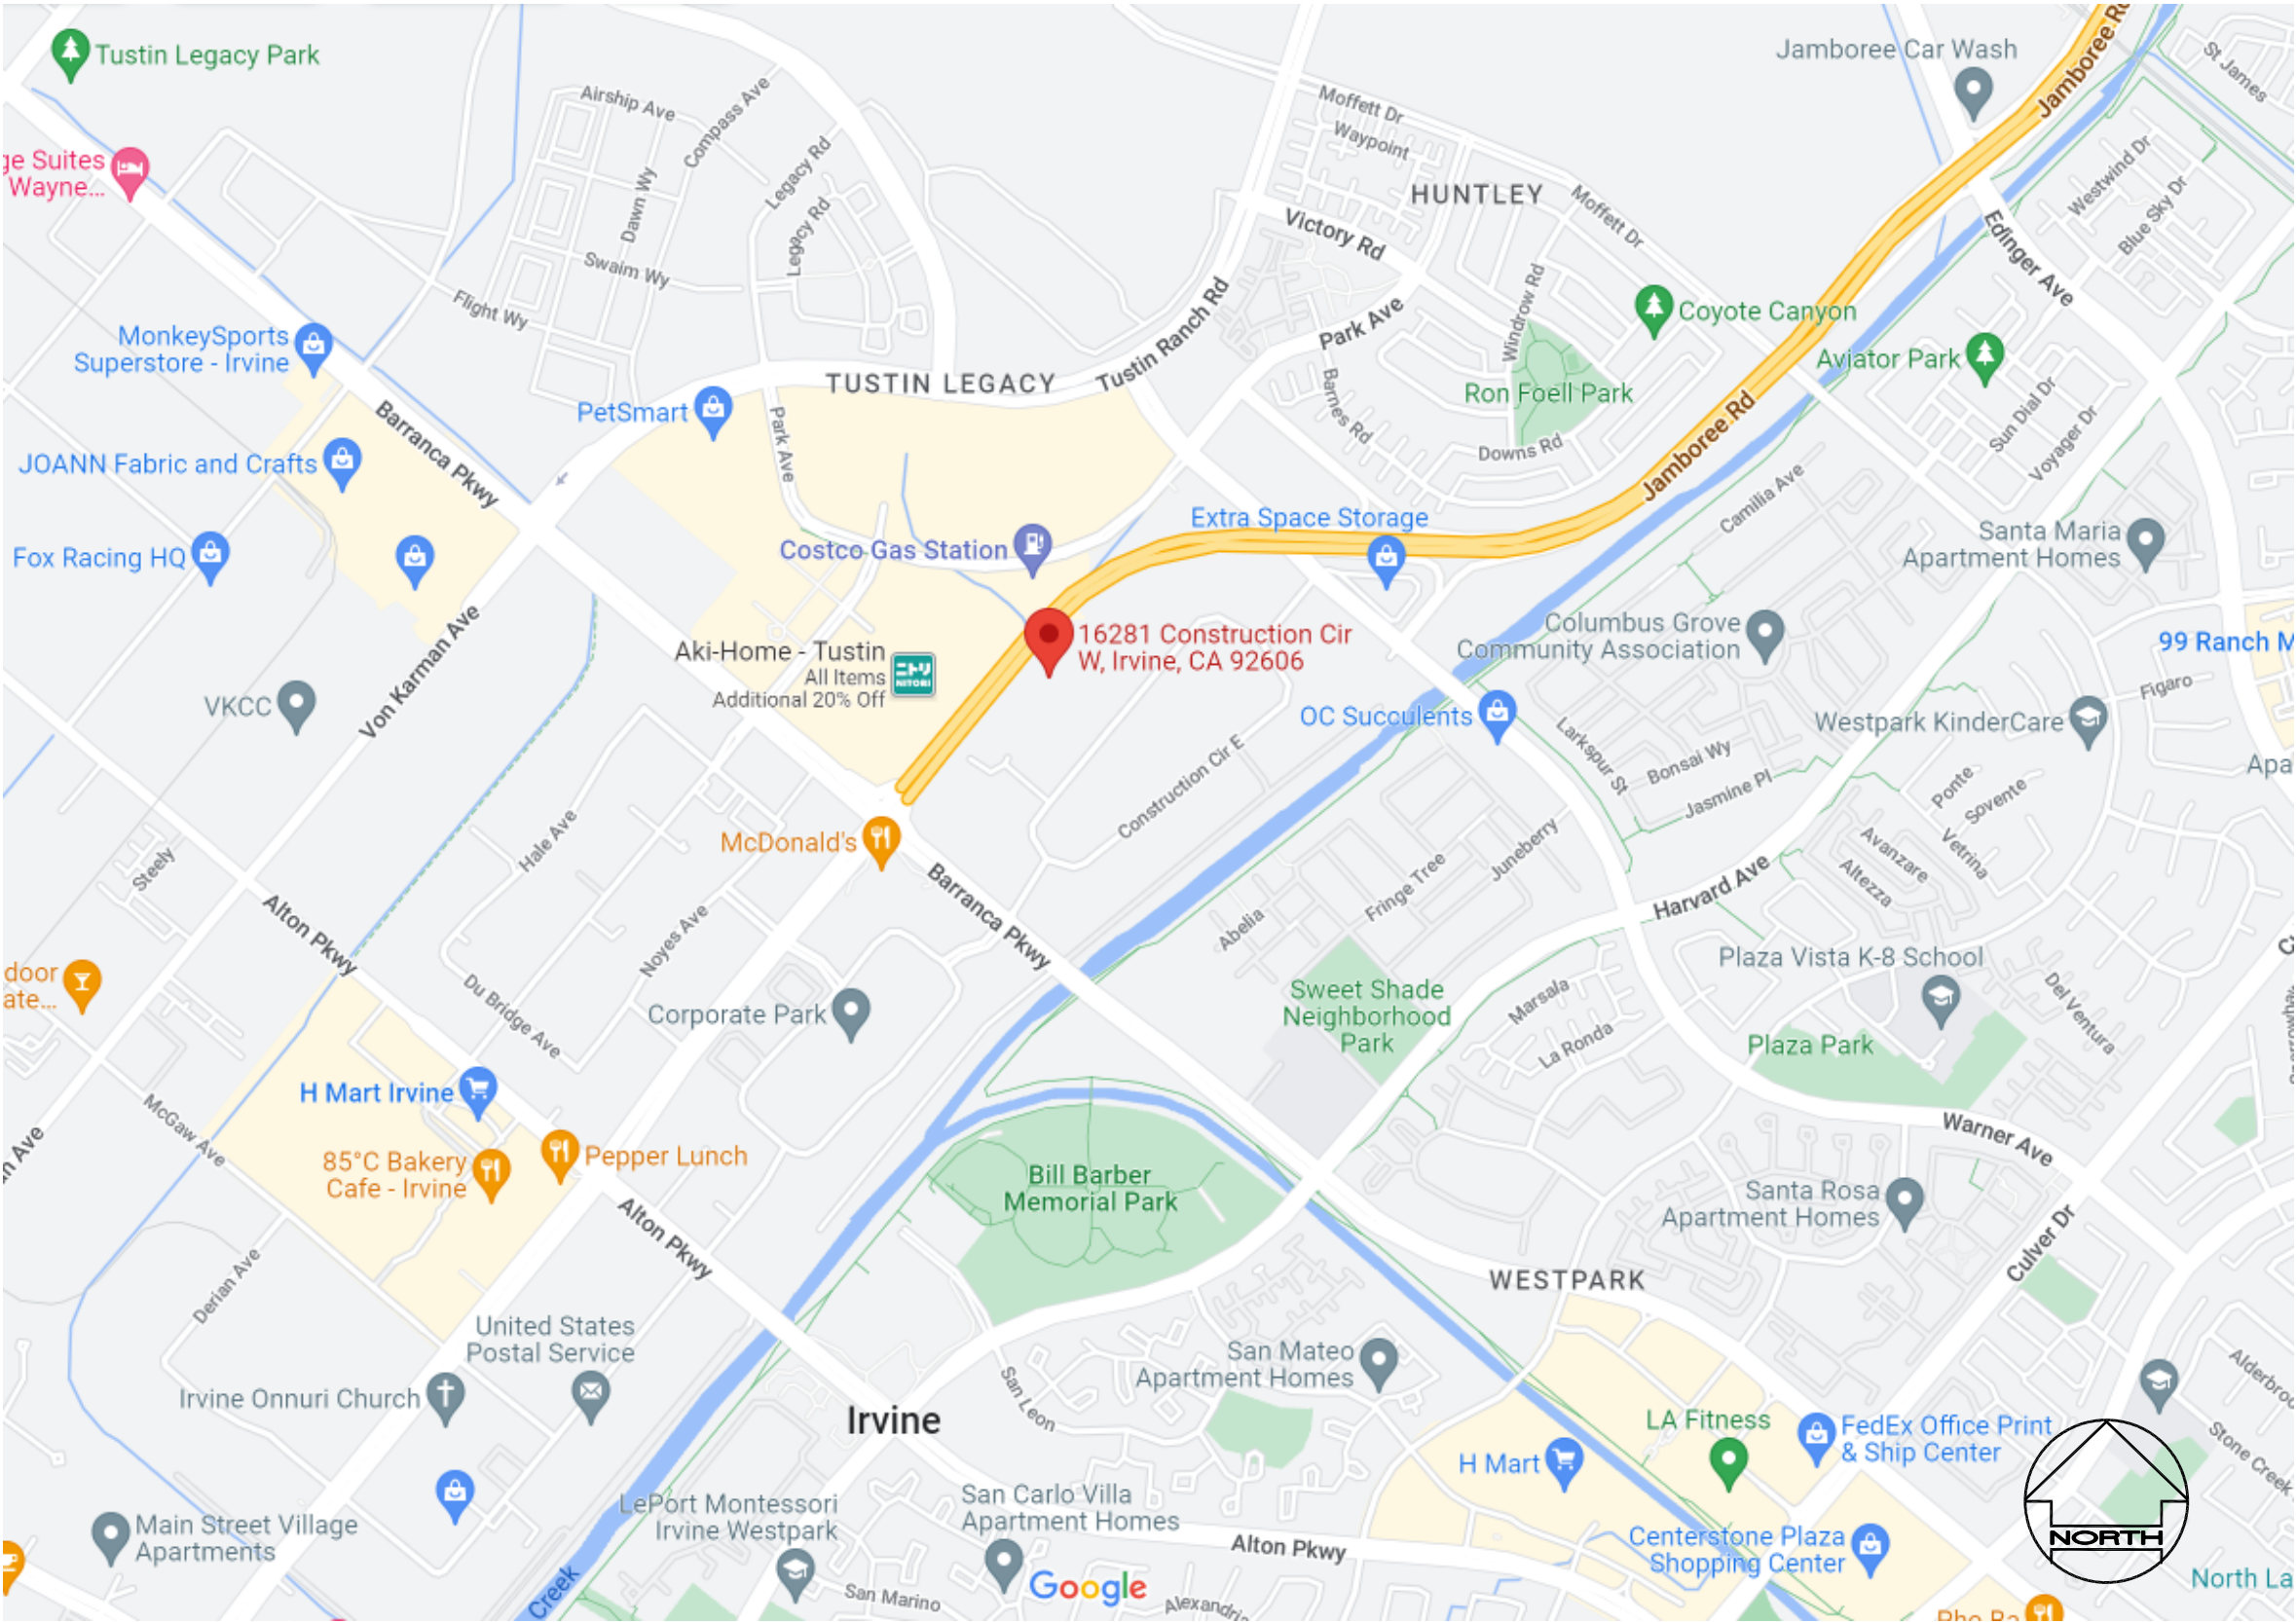 Tustin Legacy Park
Jamboree Car Wash
Jamboree Rd
St James
Airship Ave
Compass Ave
Moffett Dr
Waypoint
Legacy Rd
Westwind Dr
Blue Sky Dr
ge Suites
Wayne...
Dawn Wy
Legacy Rd
HUNTLEY
Moffett Dr
Victory Rd
Edinger Ave
Swaim Wy
Flight Wy
Tustin Ranch Rd
Park Ave
Windrow Rd
Coyote Canyon
MonkeySports
Superstore - Irvine
Aviator Park
TUSTIN LEGACY
Ron Foell Park
Barnes Rd
Sun Dial Dr
Voyager Dr
PetSmart
Park Ave
Barranca Pkwy
Downs Rd
Jamboree Rd
JOANN Fabric and Crafts
Camillia Ave
Extra Space Storage
Santa Maria
Apartment Homes
Costco Gas Station
Fox Racing HQ
Von Karman Ave
16281 Construction Cir
W, Irvine, CA 92606
Columbus Grove
Community Association
99 Ranch M
Aki-Home - Tustin
All Items
Additional 20% Off
ニトリ
NITORI
VKCC
Figaro
OC Succulents
Westpark KinderCare
Larkspur St
Bonsai Wy
Jasmine Pl
Construction Cir E
Apa
Ponte
Sovente
Hale Ave
McDonald's
Juneberry
Avanzare
Vetrina
Altezza
Steely
Fringe Tree
Harvard Ave
Barranca Pkwy
Abelia
Alton Pkwy
Noyes Ave
Plaza Vista K-8 School
door
ate...
Sweet Shade
Neighborhood
Park
Marsala
Del Ventura
Du Bridge Ave
Corporate Park
La Ronda
Plaza Park
H Mart Irvine
McGaw Ave
Warner Ave
n Ave
85°C Bakery
Cafe - Irvine
Pepper Lunch
Bill Barber
Memorial Park
Santa Rosa
Apartment Homes
Alton Pkwy
Culver Dr
Derian Ave
WESTPARK
United States
Postal Service
San Mateo
Apartment Homes
San Leon
Alderbroo
Irvine Onnuri Church
Irvine
LA Fitness
FedEx Office Print
& Ship Center
Stone Creek
H Mart
LePort Montessori
Irvine Westpark
San Carlo Villa
Apartment Homes
Main Street Village
Apartments
Alton Pkwy
Centerstone Plaza
Shopping Center
NORTH
Creek
Google
San Marino
Alexandria
North La
Pho Ba